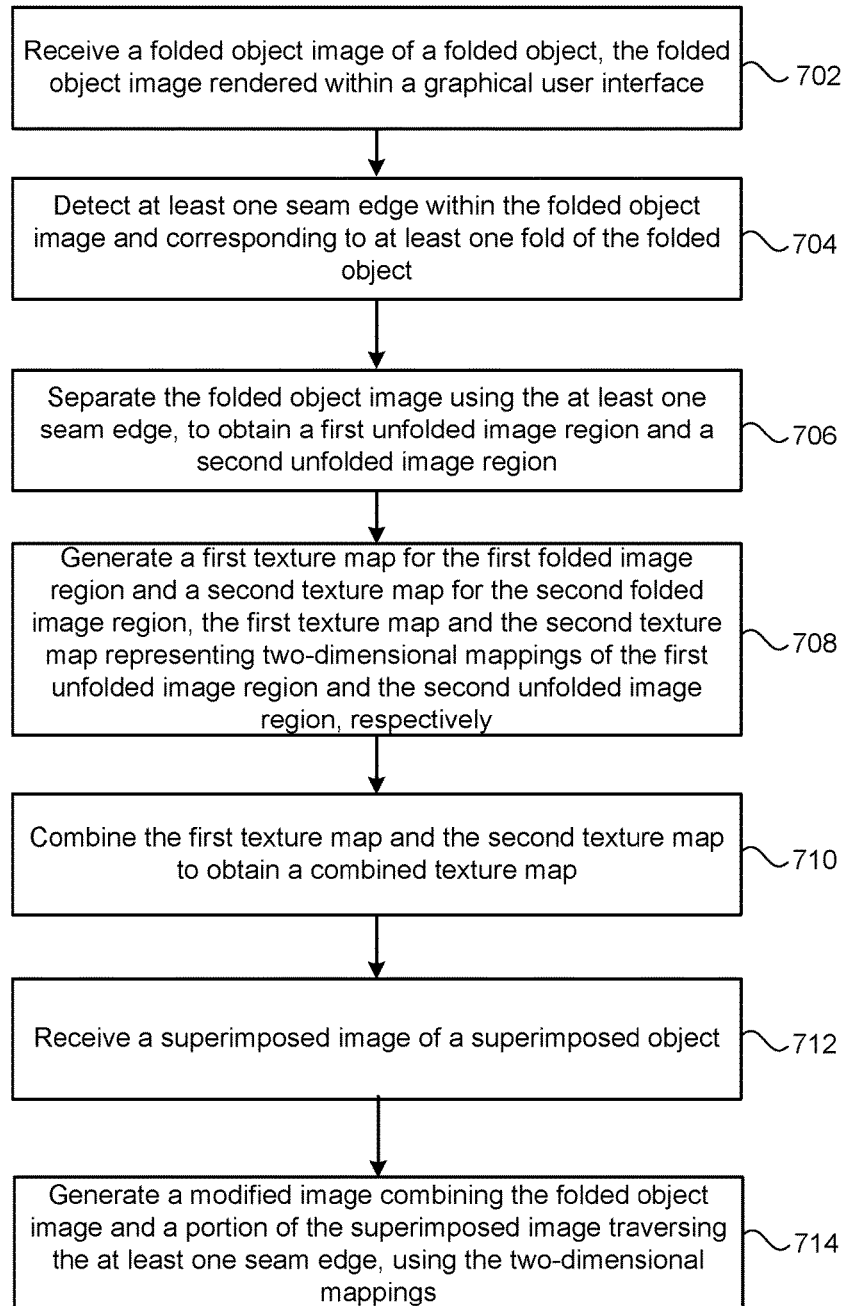 Receive a folded object image of a folded object, the folded
object image rendered within a graphical user interface
702
Detect at least one seam edge within the folded object
image and corresponding to at least one fold of the folded
object
704
Separate the folded object image using the at least one
seam edge, to obtain a first unfolded image region and a
second unfolded image region
706
Generate a first texture map for the first folded image
region and a second texture map for the second folded
image region, the first texture map and the second texture
map representing two-dimensional mappings of the first
unfolded image region and the second unfolded image
region, respectively
708
Combine the first texture map and the second texture map
to obtain a combined texture map
710
Receive a superimposed image of a superimposed object
712
Generate a modified image combining the folded object
image and a portion of the superimposed image traversing
the at least one seam edge, using the two-dimensional
mappings
714